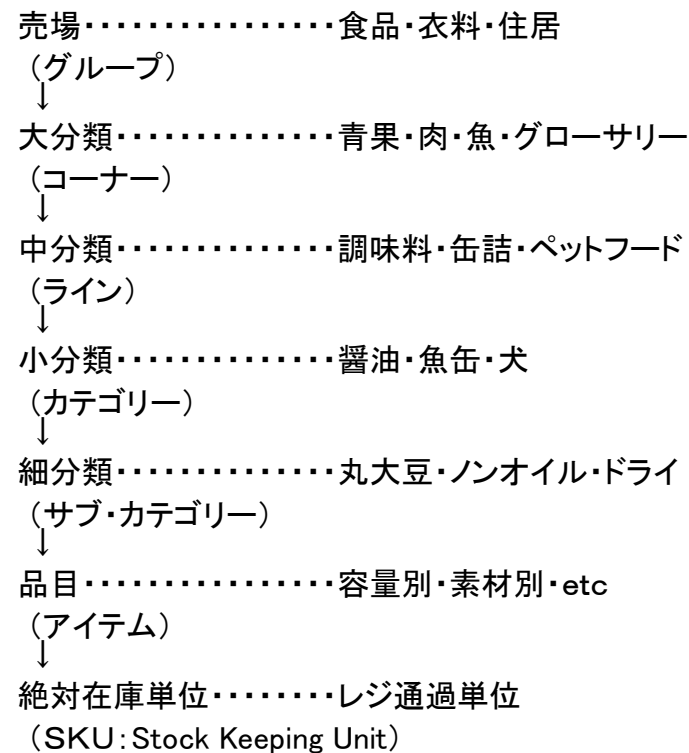 売場・・・・・・・・・・・・・・・・食品・衣料・住居
（グループ）
↓
大分類・・・・・・・・・・・・・・青果・肉・魚・グローサリー
（コーナー）
↓
中分類・・・・・・・・・・・・・・調味料・缶詰・ペットフード
（ライン）
↓
小分類・・・・・・・・・・・・・・醤油・魚缶・犬
（カテゴリー）
↓
細分類・・・・・・・・・・・・・・丸大豆・ノンオイル・ドライ
（サブ・カテゴリー）
↓
品目・・・・・・・・・・・・・・・・容量別・素材別・etc
（アイテム）
↓
絶対在庫単位・・・・・・・・レジ通過単位
（ＳＫＵ：Stock Keeping Unit）